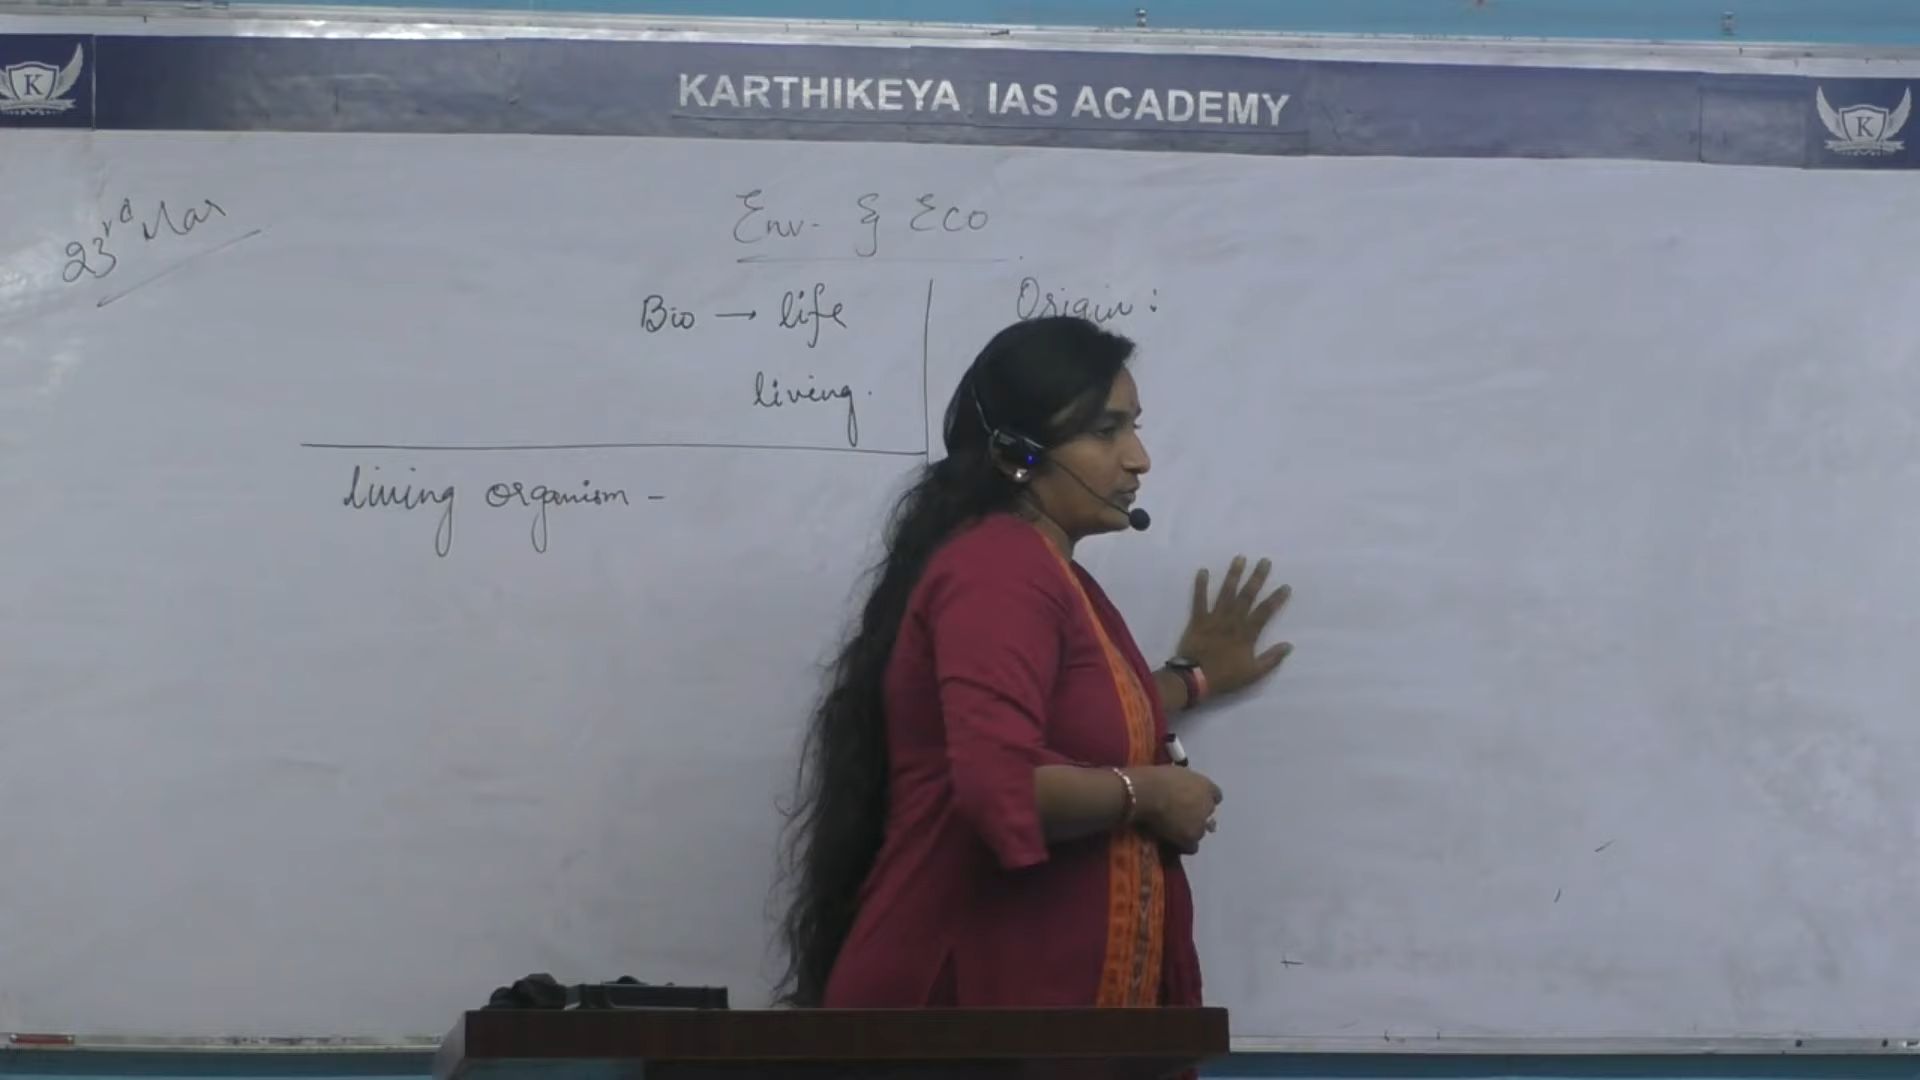 K
KARTHIKEYA IAS ACADEMY
K
23rd Mar
Env. & Eco
Bio → life
living.
Origin:
living organism -